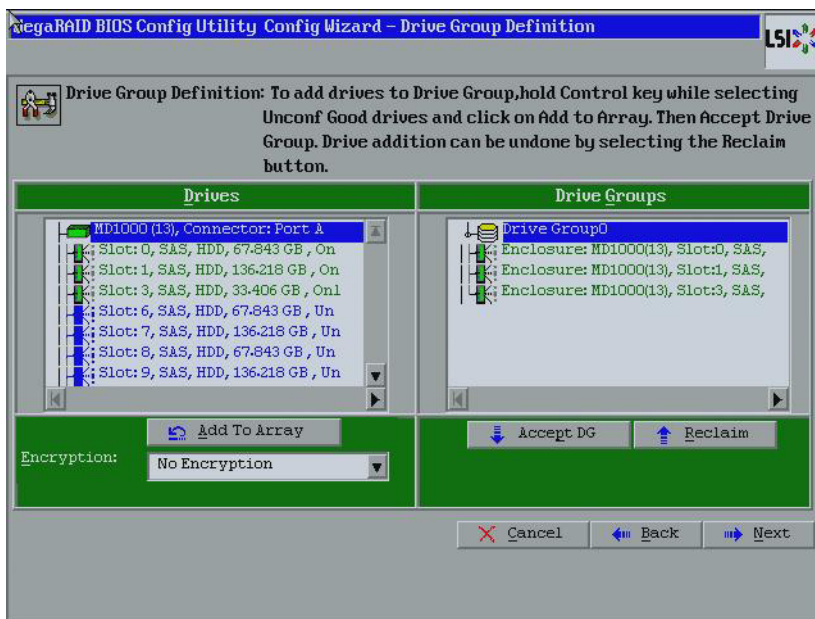 MegaRAID BIOS Config Utility Config Wizard – Drive Group Definition
LSI
Drive Group Definition: To add drives to Drive Group,hold Control key while selecting
Unconf Good drives and click on Add to Array. Then Accept Drive
Group. Drive addition can be undone by selecting the Reclaim
button.
Drives
MD1000 (13), Connector: Port A
Slot: 0, SAS, HDD, 67.843 GB , On
Slot: 1, SAS, HDD, 136.218 GB , On
Slot: 3, SAS, HDD, 33.406 GB , Onl
Slot: 6, SAS, HDD, 67.843 GB , Un
Slot: 7, SAS, HDD, 136.218 GB , Un
Slot: 8, SAS, HDD, 67.843 GB , Un
Slot: 9, SAS, HDD, 136.218 GB , Un
Add To Array
Encryption:
No Encryption
Drive Groups
Drive Group0
Enclosure: MD1000(13), Slot:0, SAS,
Enclosure: MD1000(13), Slot:1, SAS,
Enclosure: MD1000(13), Slot:3, SAS,
Accept DG
Reclaim
Cancel
Back
Next